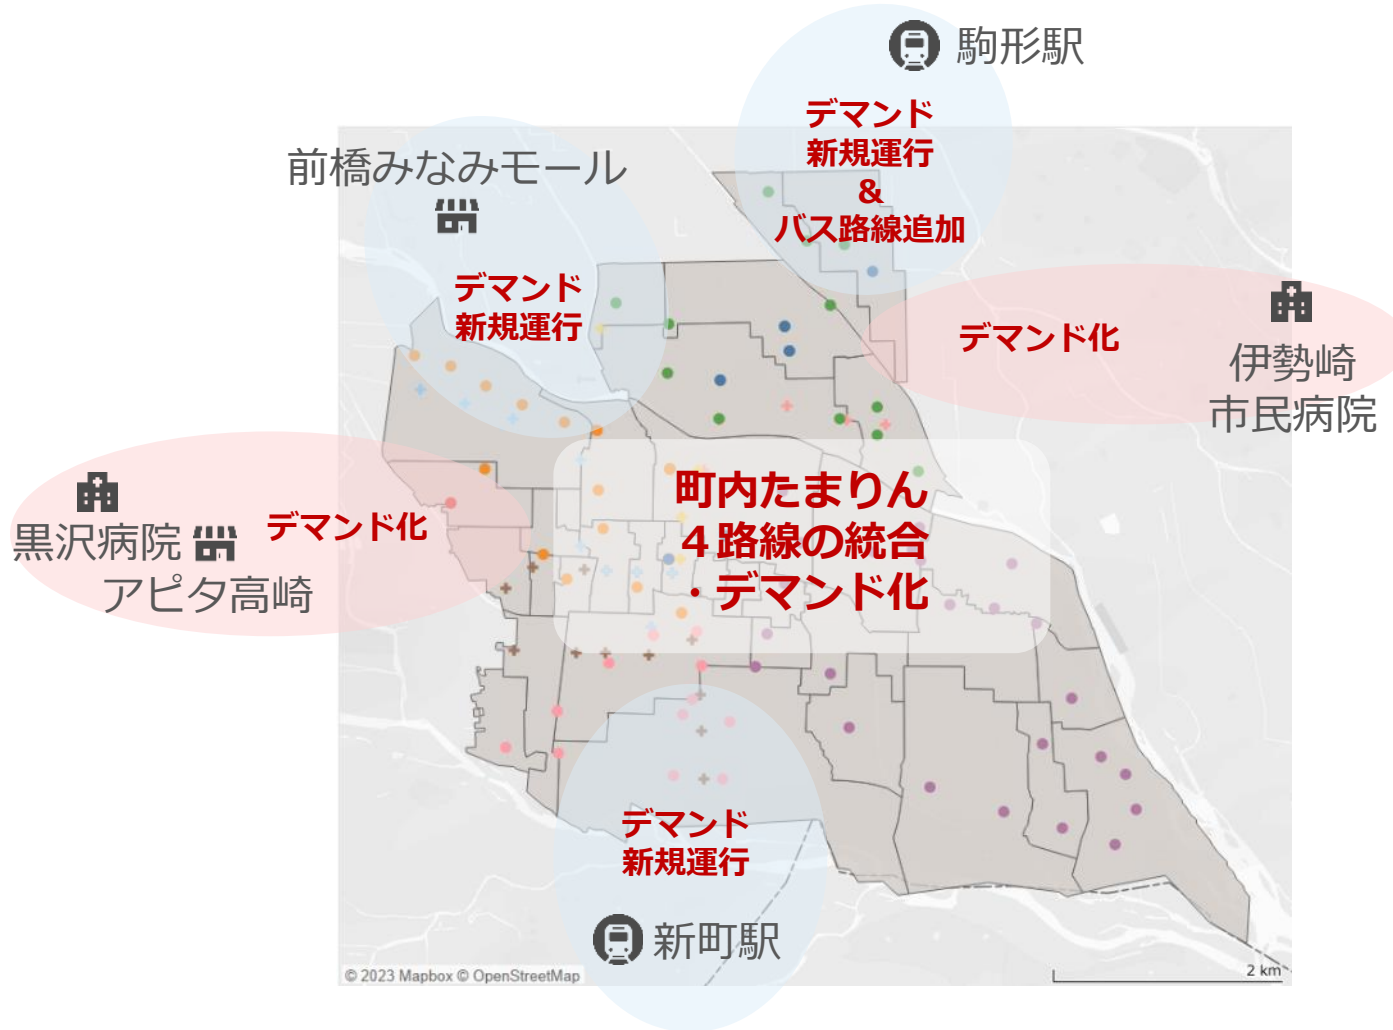 駒形駅
デマンド
新規運行
&
バス路線追加
前橋みなみモール
デマンド
新規運行
デマンド化
伊勢崎
市民病院
町内たまりん
４路線の統合
・デマンド化
黒沢病院
デマンド化
アピタ高崎
デマンド
新規運行
新町駅
© 2023 Mapbox © OpenStreetMap
2 km